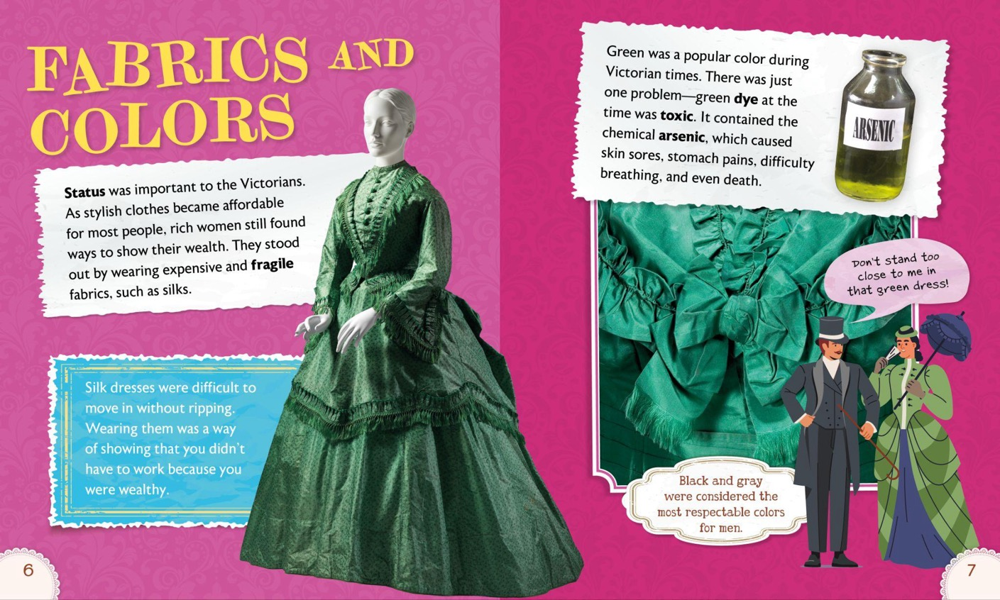 FABRICS AND
COLORS
Status was important to the Victorians.
As stylish clothes became affordable
for most people, rich women still found
ways to show their wealth. They stood
out by wearing expensive and fragile
fabrics, such as silks.
Silk dresses were difficult to
move in without ripping.
Wearing them was a way
of showing that you didn't
have to work because you
were wealthy.
6
Green was a popular color during
Victorian times. There was just
one problem—green dye at the
time was toxic. It contained the
chemical arsenic, which caused
skin sores, stomach pains, difficulty
breathing, and even death.
ARSENIC
Don't stand too
close to me in
that green dress!
Black and gray
were considered the
most respectable colors
for men.
7